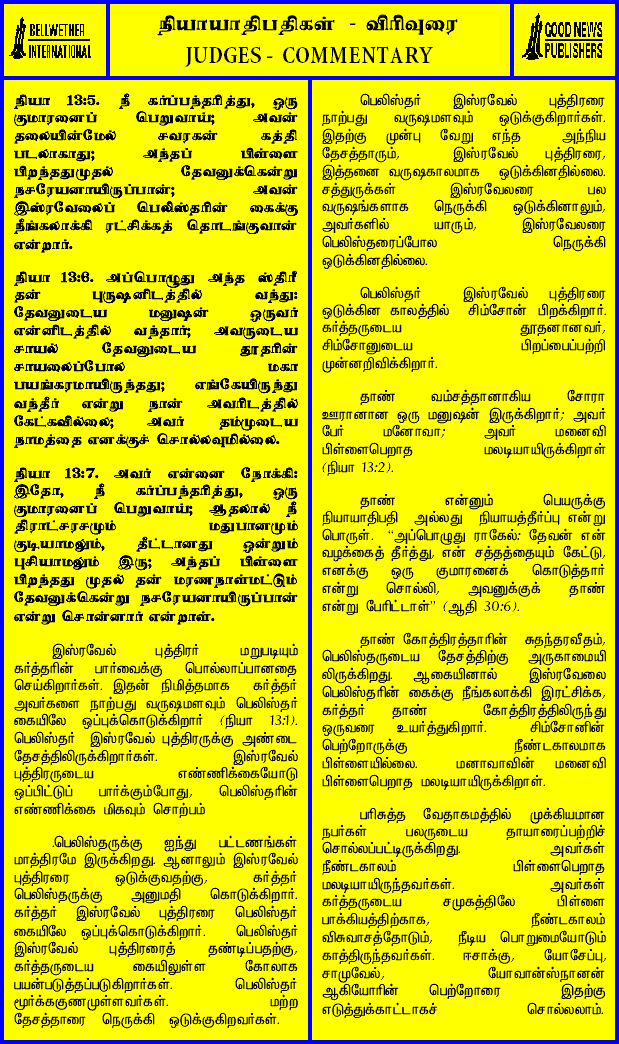 BELLWETHER
INTERNATIONAL
நியாயாதிபதிகள் - விரிவுரை
JUDGES - COMMENTARY
GOOD NEWS
PUBLISHERS
நியா 13:5. நீ கர்ப்பந்தரித்து, ஒரு
குமாரனைப் பெறுவாய்; அவன்
தலையின்மேல் சவரகன் கத்தி
படலாகாது; அந்தப் பிள்ளை
பிறந்ததுமுதல் தேவனுக்கென்று
நசரேயனாயிருப்பான்; அவன்
இஸ்ரவேலைப் பெலிஸ்தரின் கைக்கு
நீங்கலாக்கி ரட்சிக்கத் தொடங்குவான்
என்றார்.
நியா 13:6. அப்பொழுது அந்த ஸ்திரீ
தன் புருஷனிடத்தில் வந்து:
தேவனுடைய மனுஷன் ஒருவர்
என்னிடத்தில் வந்தார்; அவருடைய
சாயல் தேவனுடைய தூதரின்
சாயலைப்போல மகா
பயங்கரமாயிருந்தது; எங்கேயிருந்து
வந்தீர் என்று நான் அவரிடத்தில்
கேட்கவில்லை; அவர் தம்முடைய
நாமத்தை எனக்குச் சொல்லவுமில்லை.
நியா 13:7. அவர் என்னை நோக்கி:
இதோ, நீ கர்ப்பந்தரித்து, ஒரு
குமாரனைப் பெறுவாய்; ஆதலால் நீ
திராட்சரசமும் மதுபானமும்
குடியாமலும், தீட்டானது ஒன்றும்
புசியாமலும் இரு; அந்தப் பிள்ளை
பிறந்தது முதல் தன் மரணநாள்மட்டும்
தேவனுக்கென்று நசரேயனாயிருப்பான்
என்று சொன்னார் என்றாள்.
இஸ்ரவேல் புத்திரர் மறுபடியும்
கர்த்தரின் பார்வைக்கு பொல்லாப்பானதை
செய்கிறார்கள். இதன் நிமித்தமாக கர்த்தர்
அவர்களை நாற்பது வருஷமளவும் பெலிஸ்தர்
கையிலே ஒப்புக்கொடுக்கிறார் (நியா 13:1).
பெலிஸ்தர் இஸ்ரவேல் புத்திரருக்கு அண்டை
தேசத்திலிருக்கிறார்கள். இஸ்ரவேல்
புத்திரருடைய எண்ணிக்கையோடு
ஒப்பிட்டுப் பார்க்கும்போது, பெலிஸ்தரின்
எண்ணிக்கை மிகவும் சொற்பம்
.பெலிஸ்தருக்கு ஐந்து பட்டணங்கள்
மாத்திரமே இருக்கிறது. ஆனாலும் இஸ்ரவேல்
புத்திரரை ஒடுக்குவதற்கு, கர்த்தர்
பெலிஸ்தருக்கு அனுமதி கொடுக்கிறார்.
கர்த்தர் இஸ்ரவேல் புத்திரரை பெலிஸ்தர்
கையிலே ஒப்புக்கொடுக்கிறார். பெலிஸ்தர்
இஸ்ரவேல் புத்திரரைத் தண்டிப்பதற்கு,
கர்த்தருடைய கையிலுள்ள கோலாக
பயன்படுத்தப்படுகிறார்கள். பெலிஸ்தர்
மூர்க்ககுணமுள்ளவர்கள். மற்ற
தேசத்தாரை நெருக்கி ஒடுக்குகிறவர்கள்.
பெலிஸ்தர் இஸ்ரவேல் புத்திரரை
நாற்பது வருஷமளவும் ஒடுக்குகிறார்கள்.
இதற்கு முன்பு வேறு எந்த அந்நிய
தேசத்தாரும், இஸ்ரவேல் புத்திரரை,
இத்தனை வருஷகாலமாக ஒடுக்கினதில்லை.
சத்துருக்கள் இஸ்ரவேலரை பல
வருஷங்களாக நெருக்கி ஒடுக்கினாலும்,
அவர்களில் யாரும், இஸ்ரவேலரை
பெலிஸ்தரைப்போல நெருக்கி
ஒடுக்கினதில்லை.
பெலிஸ்தர் இஸ்ரவேல் புத்திரரை
ஒடுக்கின காலத்தில் சிம்சோன் பிறக்கிறார்.
கர்த்தருடைய தூதனானவர்,
சிம்சோனுடைய பிறப்பைப்பற்றி
முன்னறிவிக்கிறார்.
தாண் வம்சத்தானாகிய சோரா
ஊரானான ஒரு மனுஷன் இருக்கிறார்; அவர்
பேர் மனோவா; அவர் மனைவி
பிள்ளைபெறாத மலடியாயிருக்கிறாள்
(நியா 13:2).
தாண் என்னும் பெயருக்கு
நியாயாதிபதி அல்லது நியாயத்தீர்ப்பு என்று
பொருள். "அப்பொழுது ராகேல்: தேவன் என்
வழக்கைத் தீர்த்து, என் சத்தத்தையும் கேட்டு,
எனக்கு ஒரு குமாரனைக் கொடுத்தார்
என்று சொல்லி, அவனுக்குத் தாண்
என்று பேரிட்டாள்" (ஆதி 30:6).
தாண் கோத்திரத்தாரின் சுதந்தரவீதம்,
பெலிஸ்தருடைய தேசத்திற்கு அருகாமையி
லிருக்கிறது. ஆகையினால் இஸ்ரவேலை
பெலிஸ்தரின் கைக்கு நீங்கலாக்கி இரட்சிக்க,
கர்த்தர் தாண் கோத்திரத்திலிருந்து
ஒருவரை உயர்த்துகிறார். சிம்சோனின்
பெற்றோருக்கு நீண்டகாலமாக
பிள்ளையில்லை. மனாவாவின் மனைவி
பிள்ளைபெறாத மலடியாயிருக்கிறாள்.
பரிசுத்த வேதாகமத்தில் முக்கியமான
நபர்கள் பலருடைய தாயாரைப்பற்றிச்
சொல்லப்பட்டிருக்கிறது. அவர்கள்
நீண்டகாலம் பிள்ளைபெறாத
மலடியாயிருந்தவர்கள். அவர்கள்
கர்த்தருடைய சமுகத்திலே பிள்ளை
பாக்கியத்திற்காக, நீண்டகாலம்
விசுவாசத்தோடும், நீடிய பொறுமையோடும்
காத்திருந்தவர்கள். ஈசாக்கு, யோசேப்பு,
சாமுவேல், யோவான்ஸ்நானன்
ஆகியோரின் பெற்றோரை இதற்கு
எடுத்துக்காட்டாகச் சொல்லலாம்.